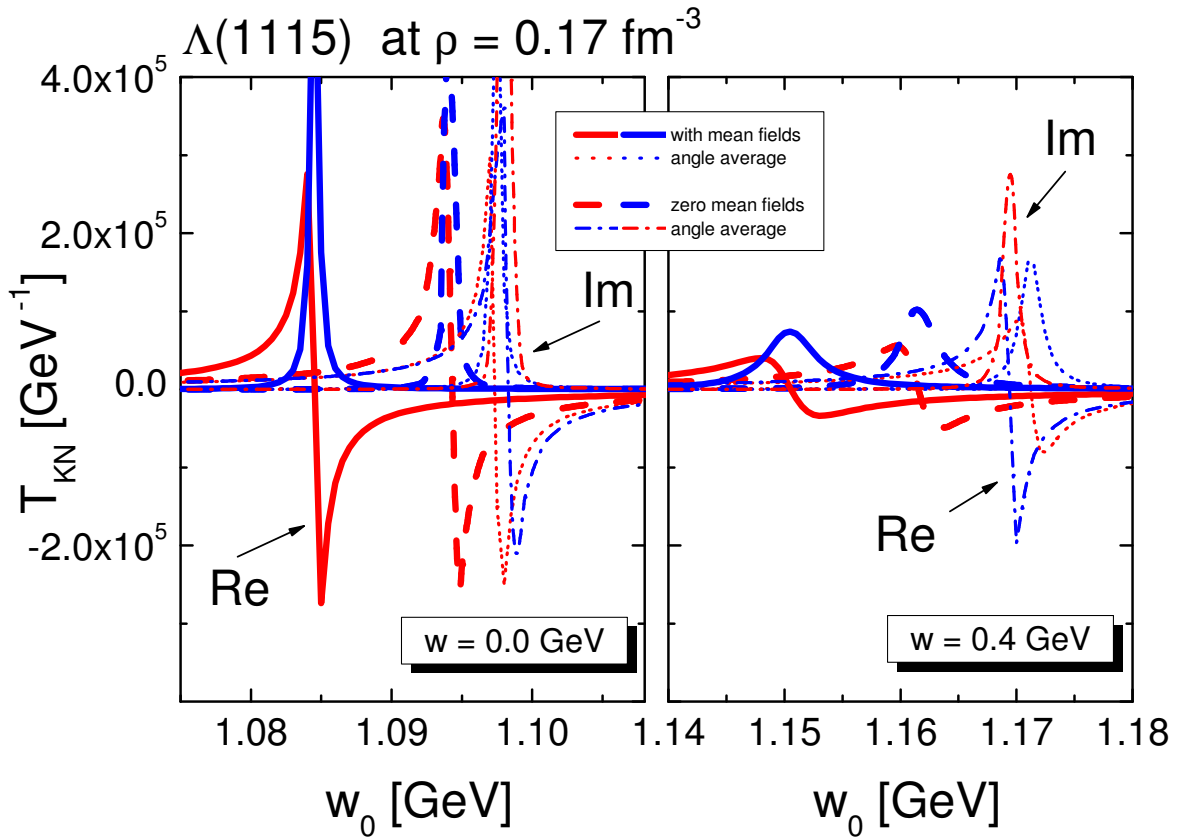 Λ(1115) at ρ = 0.17 fm⁻³
4.0x10⁵
2.0x10⁵
0.0
-2.0x10⁵
T_KN [GeV⁻¹]
Im
Re
w = 0.0 GeV
1.08
1.09
1.10
w₀ [GeV]
with mean fields
angle average
zero mean fields
angle average
Im
Re
w = 0.4 GeV
1.14
1.15
1.16
1.17
1.18
w₀ [GeV]